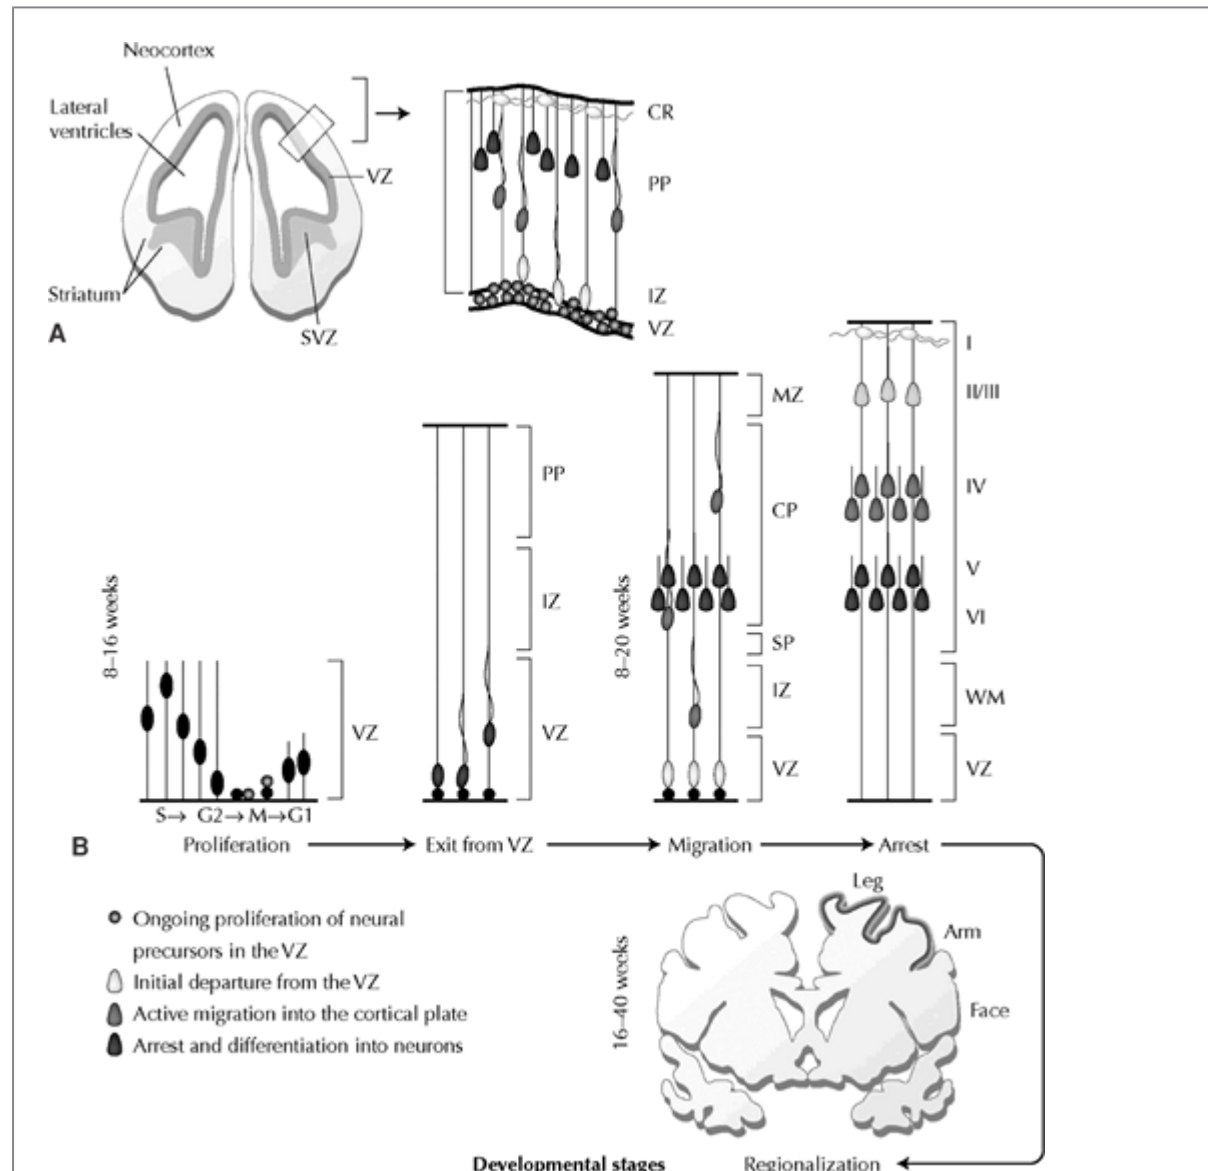 Neocortex
Lateral
ventricles
VZ
Striatum
SVZ
A
CR
PP
IZ
VZ
8–16 weeks
VZ
S→ G2→M→G1
PP
IZ
VZ
8–20 weeks
MZ
CP
SP
IZ
VZ
I
II/III
IV
V
VI
WM
VZ
B
Proliferation
Exit from VZ
Migration
Arrest
Ongoing proliferation of neural
precursors in the VZ
Initial departure from the VZ
Active migration into the cortical plate
Arrest and differentiation into neurons
16–40 weeks
Leg
Arm
Face
Developmental stages
Regionalization